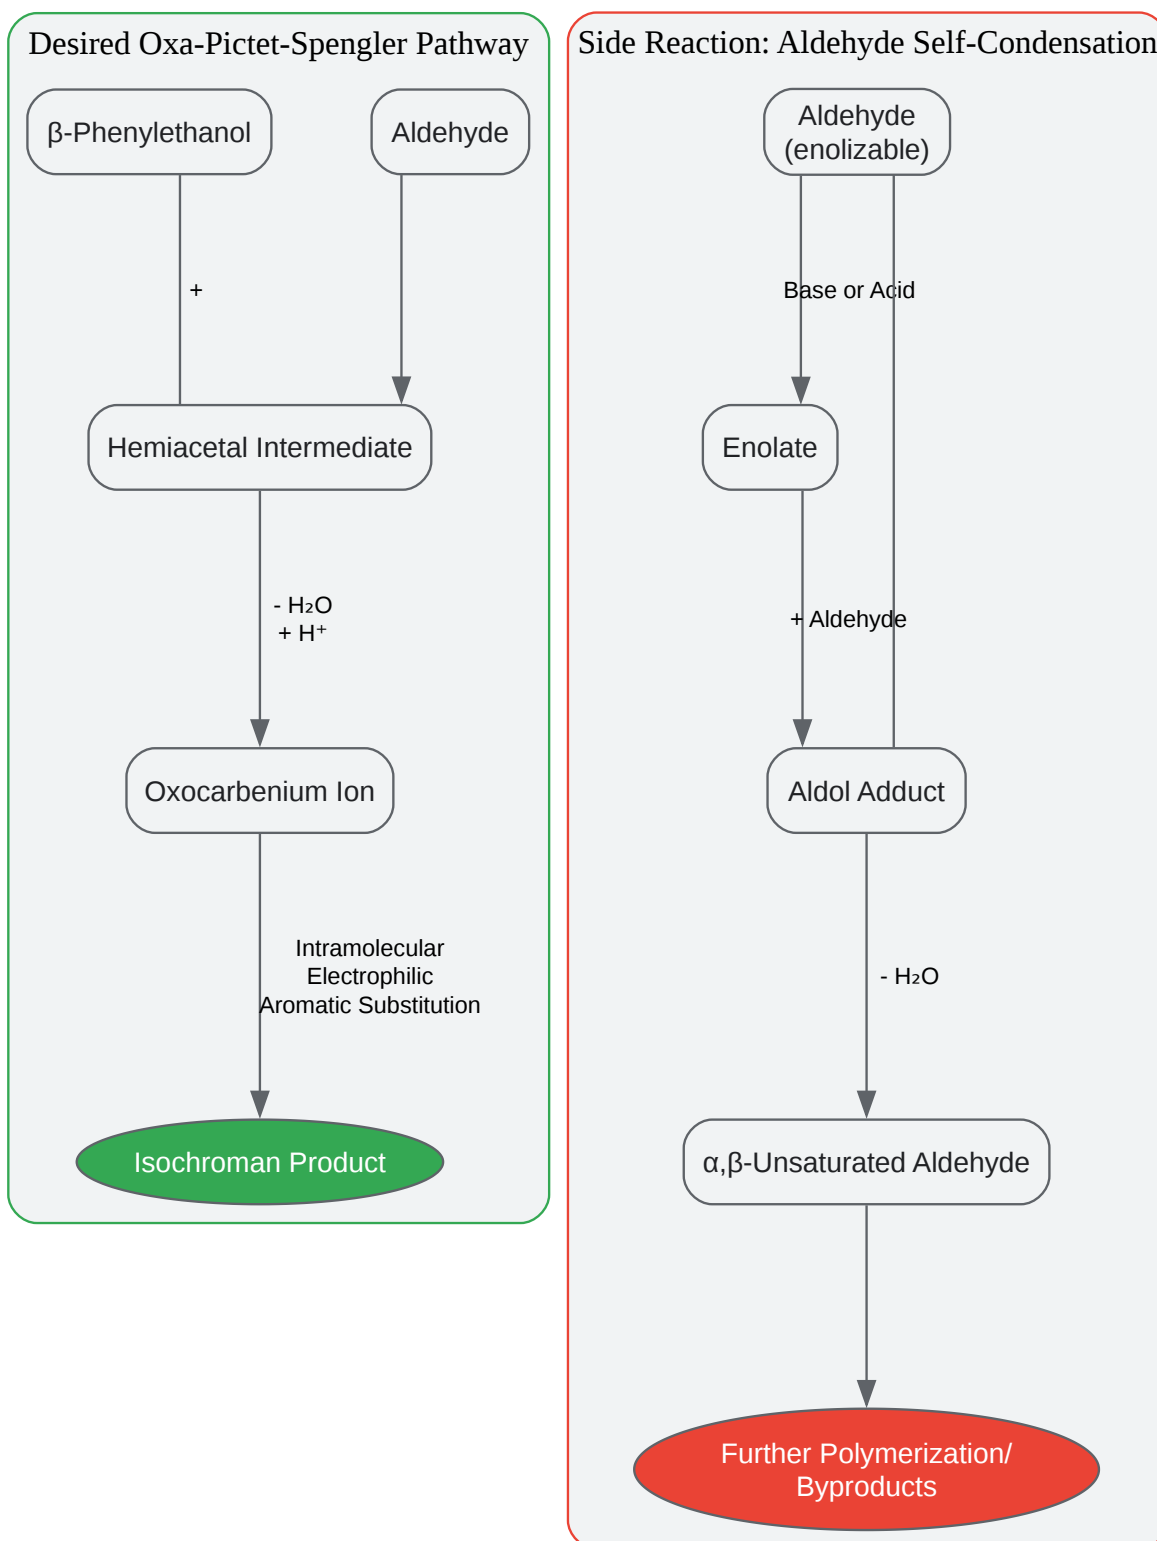 Desired Oxa-Pictet-Spengler Pathway
β-Phenylethanol
Aldehyde
+
Hemiacetal Intermediate
- H₂O
+ H⁺
Oxocarbenium Ion
Intramolecular
Electrophilic
Aromatic Substitution
Isochroman Product
Side Reaction: Aldehyde Self-Condensation
Aldehyde
(enolizable)
Base or Acid
Enolate
+ Aldehyde
Aldol Adduct
- H₂O
α,β-Unsaturated Aldehyde
Further Polymerization/
Byproducts